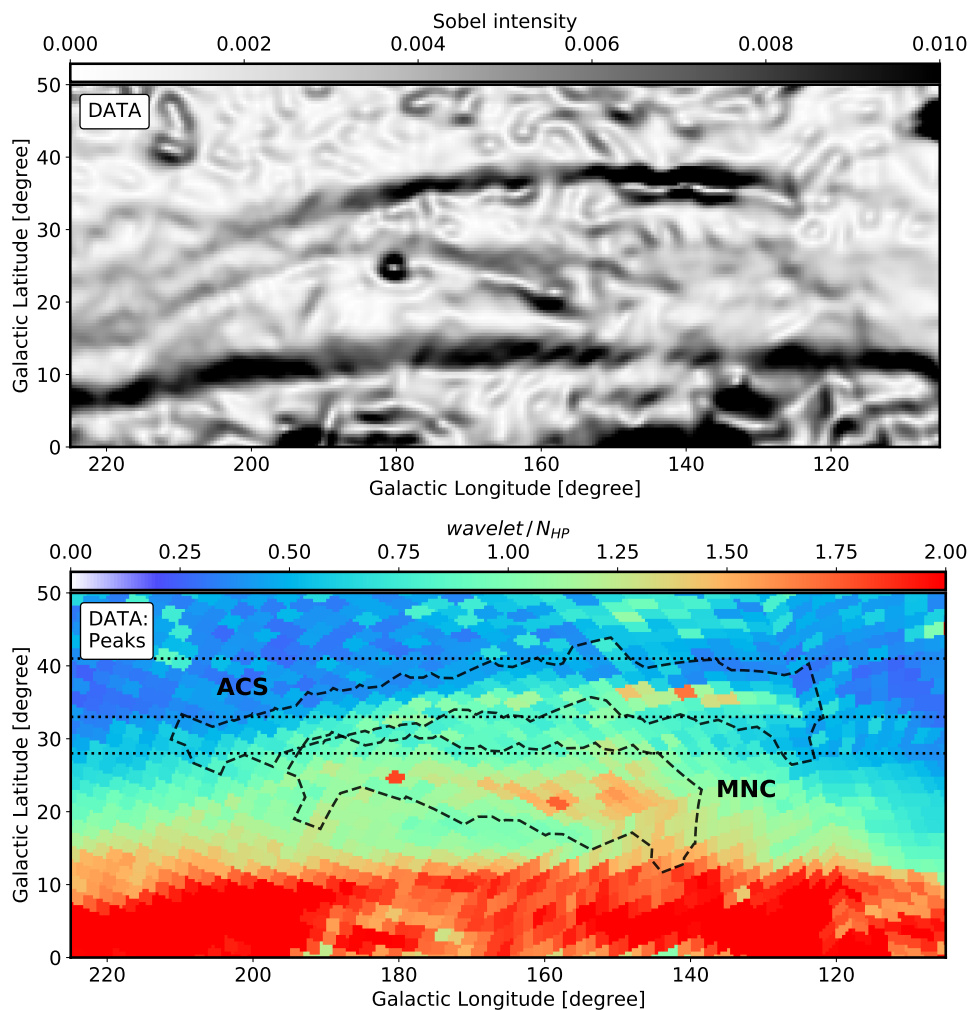 Sobel intensity
0.000 0.002 0.004 0.006 0.008 0.010
DATA
50
40
30
20
10
0
Galactic Latitude [degree]
220 200 180 160 140 120
Galactic Longitude [degree]
wavelet / N_HP
0.00 0.25 0.50 0.75 1.00 1.25 1.50 1.75 2.00
DATA:
Peaks
ACS
MNC
50
40
30
20
10
0
Galactic Latitude [degree]
220 200 180 160 140 120
Galactic Longitude [degree]